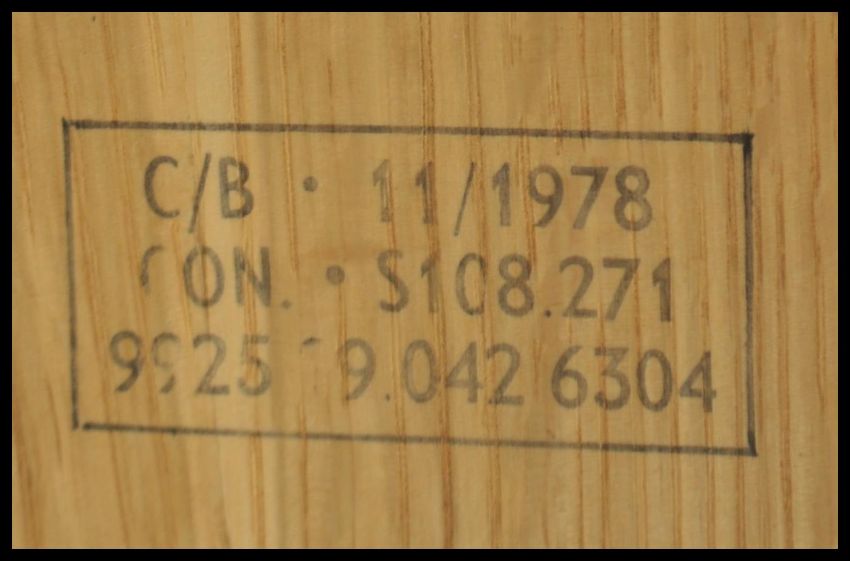 C/B · 11/1978
CON. · S108.271
9925 9.042 6304